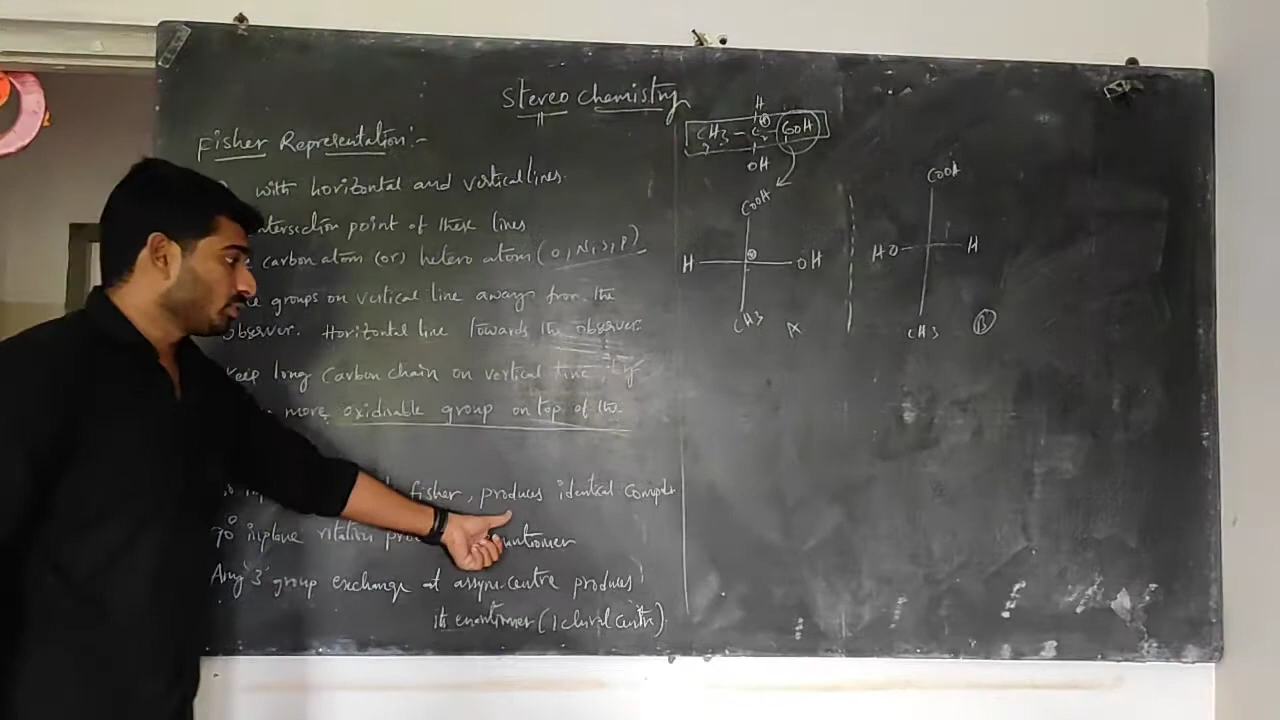 Stereo Chemistry
Fisher Representation:-
with horizontal and vertical lines.
intersection point of these lines
carbon atom (or) hetero atom (O, N, S, P)
groups on vertical line away from the
observer. Horizontal line towards the observer.
keep long carbon chain on vertical line
more oxidisable group on top of the
fisher, produces identical
90° inplane rotation
Any '3' group exchange at assym.centre produces
its enantiomer (1 chiral centre)
H
CH3 - C - COOH
OH
COOH
H
OH
CH3
A
COOH
HO
H
CH3
B